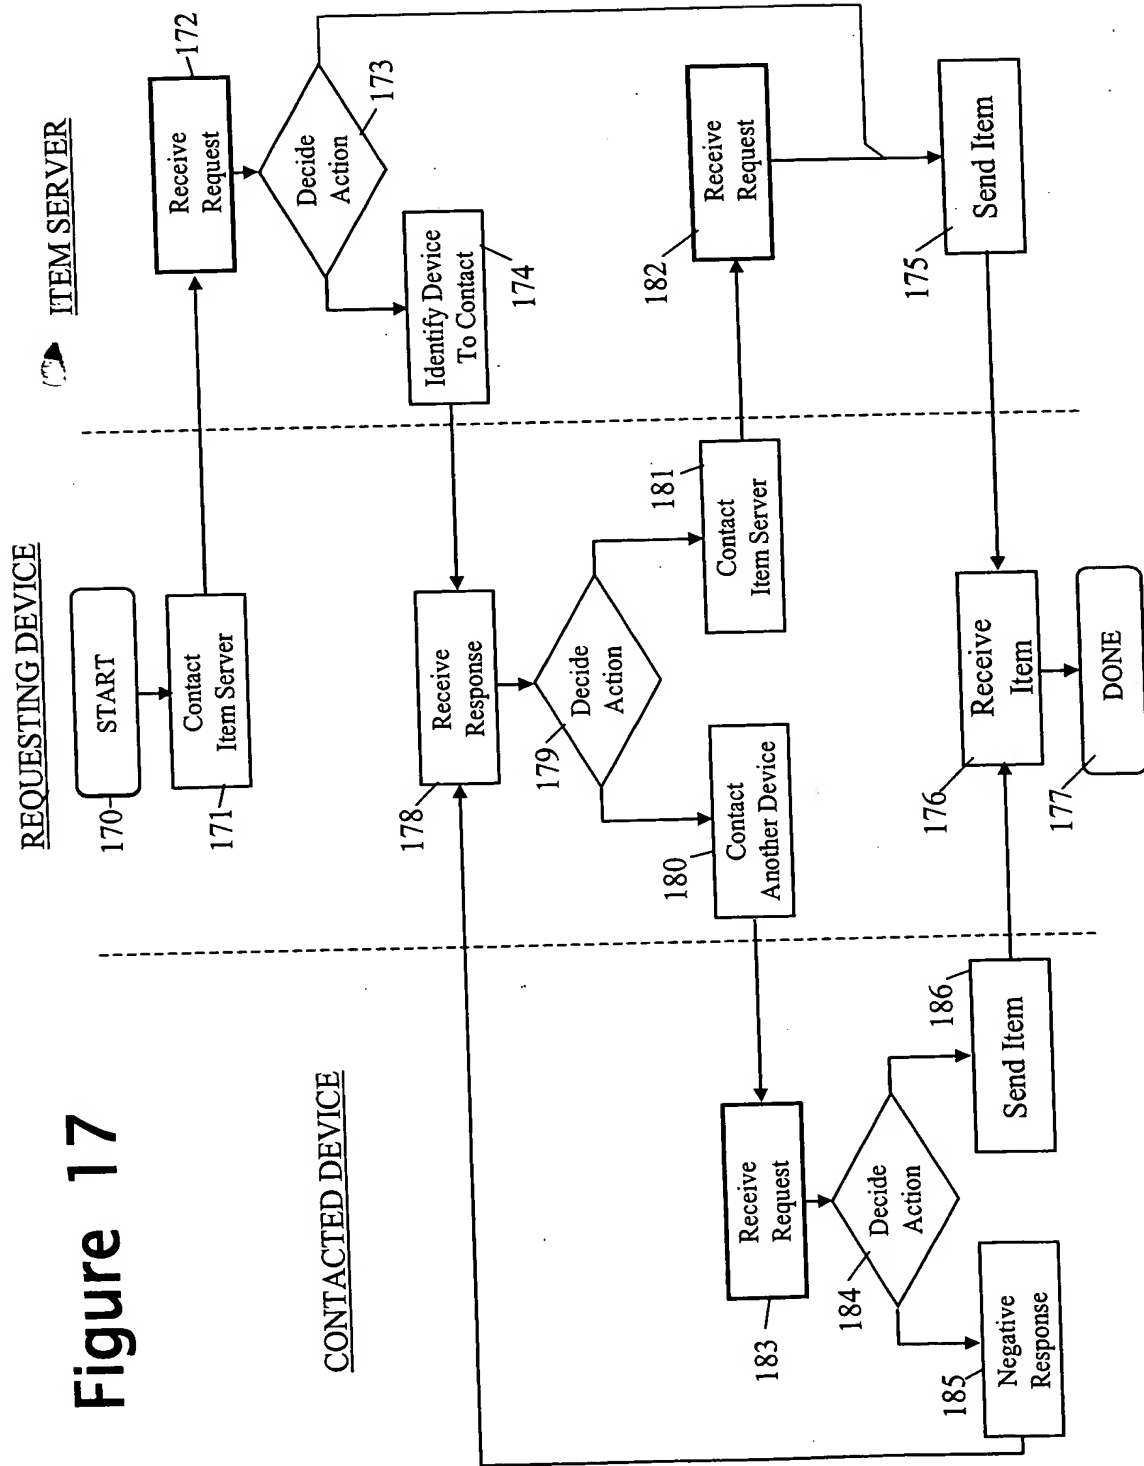 Figure 17
CONTACTED DEVICE
REQUESTING DEVICE
ITEM SERVER
170
START
171
Contact
Item Server
172
Receive
Request
173
Decide
Action
174
Identify Device
To Contact
178
Receive
Response
179
Decide
Action
180
Contact
Another Device
181
Contact
Item Server
182
Receive
Request
183
Receive
Request
184
Decide
Action
185
Negative
Response
186
Send Item
175
Send Item
176
Receive
Item
177
DONE